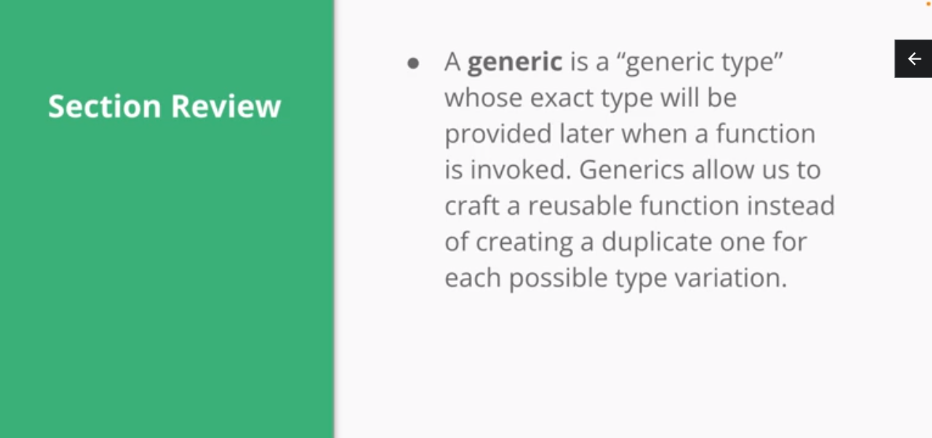 Section Review
● A generic is a “generic type”
whose exact type will be
provided later when a function
is invoked. Generics allow us to
craft a reusable function instead
of creating a duplicate one for
each possible type variation.